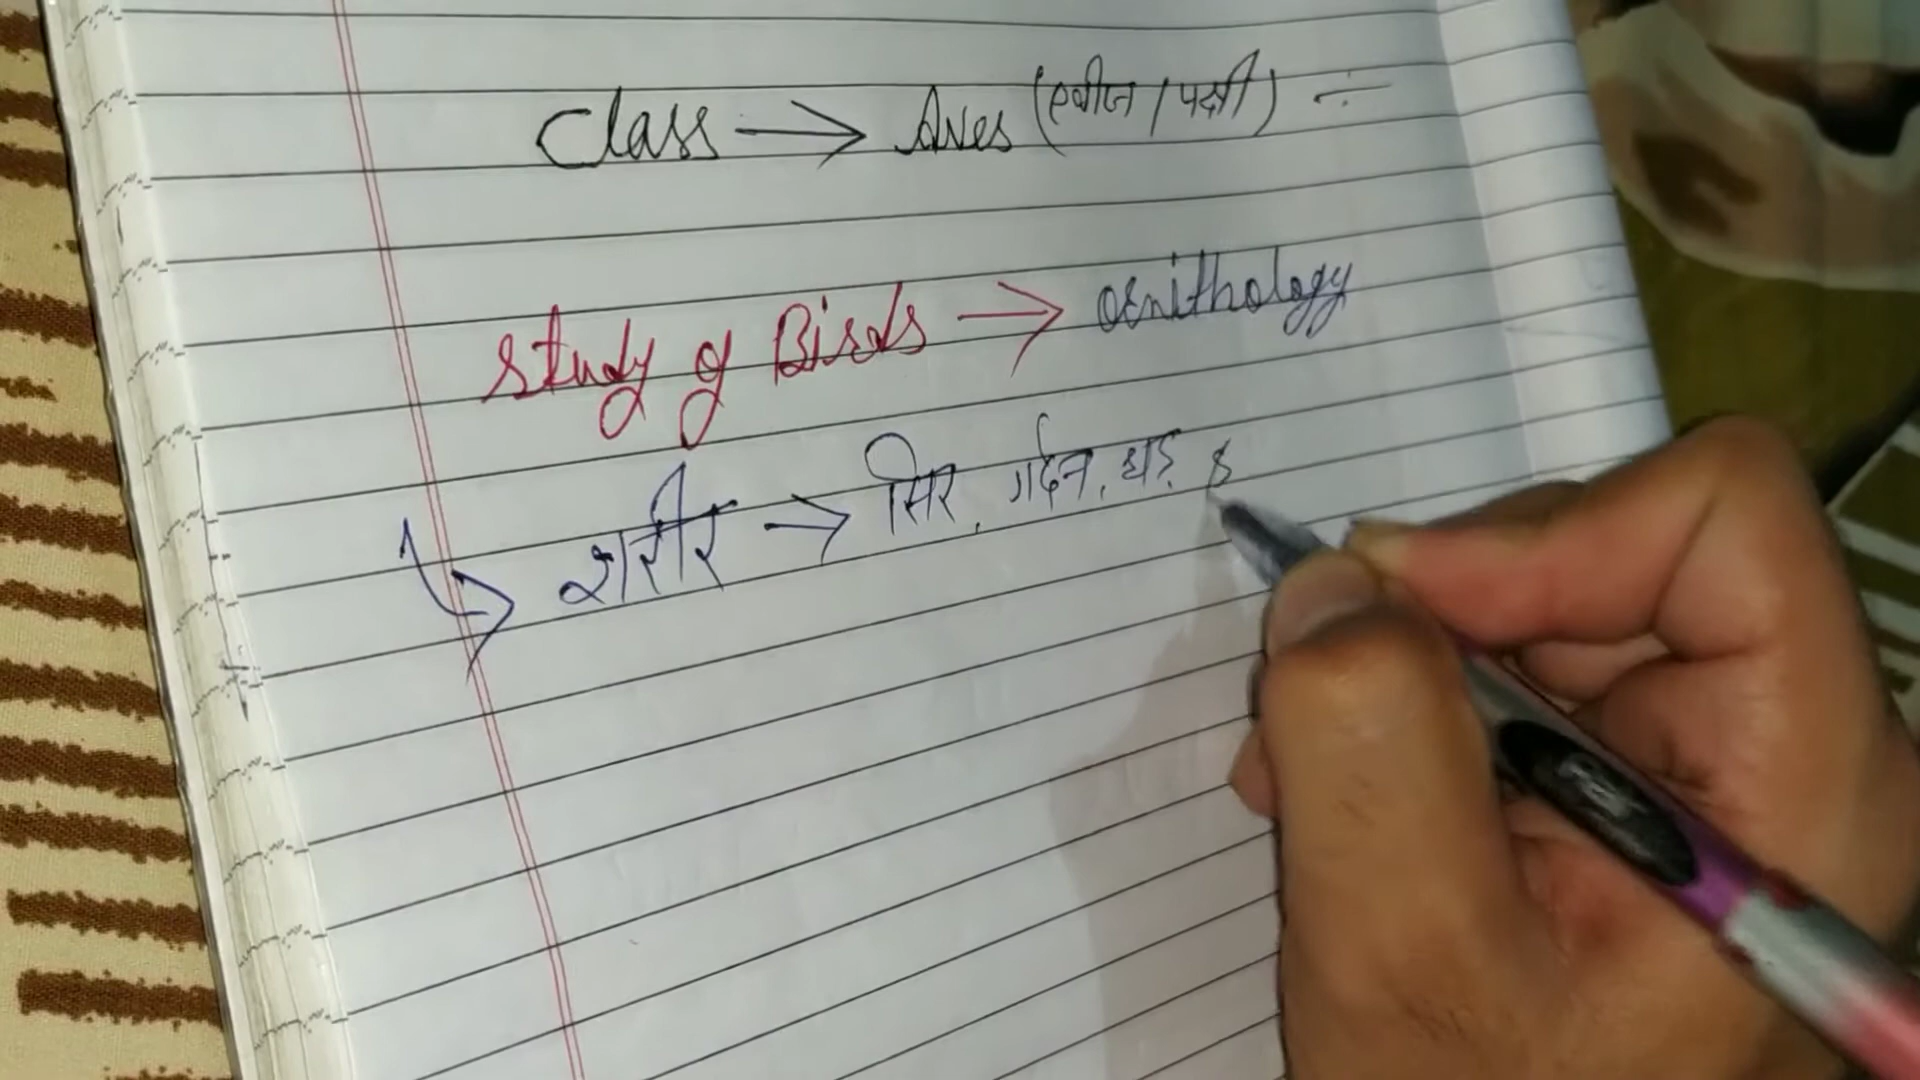 Class → Aves (एवीज / पक्षी) ÷
Study of Birds → ornithology
↳ शरीर → सिर, गर्दन, धड़ &